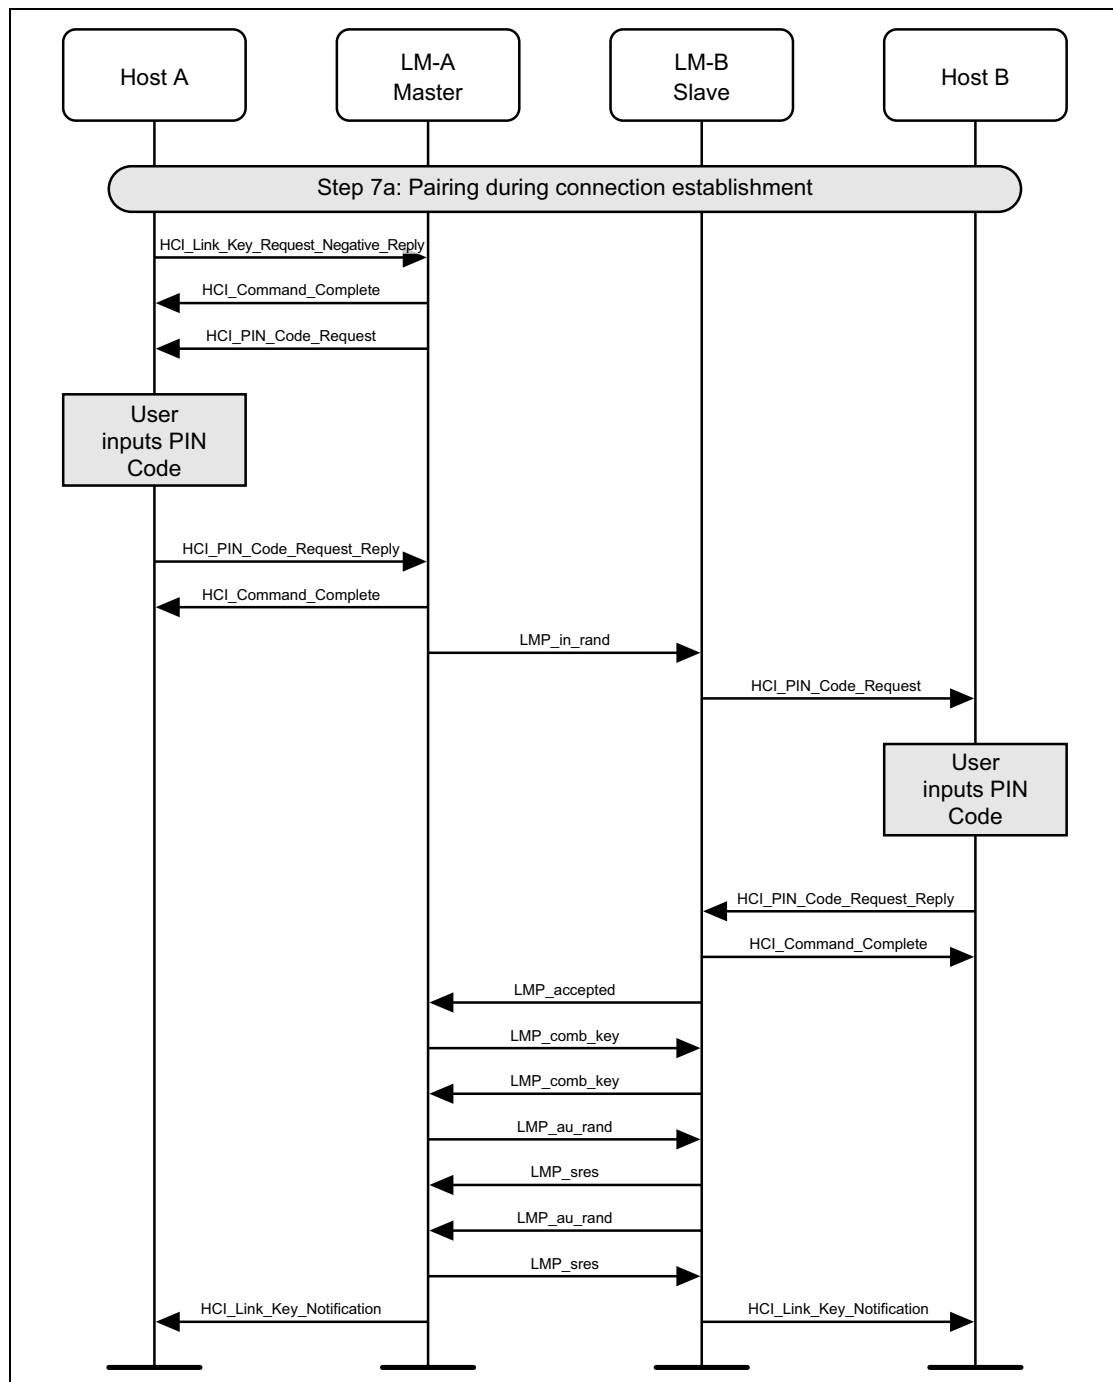 Host A
LM-A
Master
LM-B
Slave
Host B
Step 7a: Pairing during connection establishment
HCI_Link_Key_Request_Negative_Reply
HCI_Command_Complete
HCI_PIN_Code_Request
User
inputs PIN
Code
HCI_PIN_Code_Request_Reply
HCI_Command_Complete
LMP_in_rand
HCI_PIN_Code_Request
User
inputs PIN
Code
HCI_PIN_Code_Request_Reply
HCI_Command_Complete
LMP_accepted
LMP_comb_key
LMP_comb_key
LMP_au_rand
LMP_sres
LMP_au_rand
LMP_sres
HCI_Link_Key_Notification
HCI_Link_Key_Notification